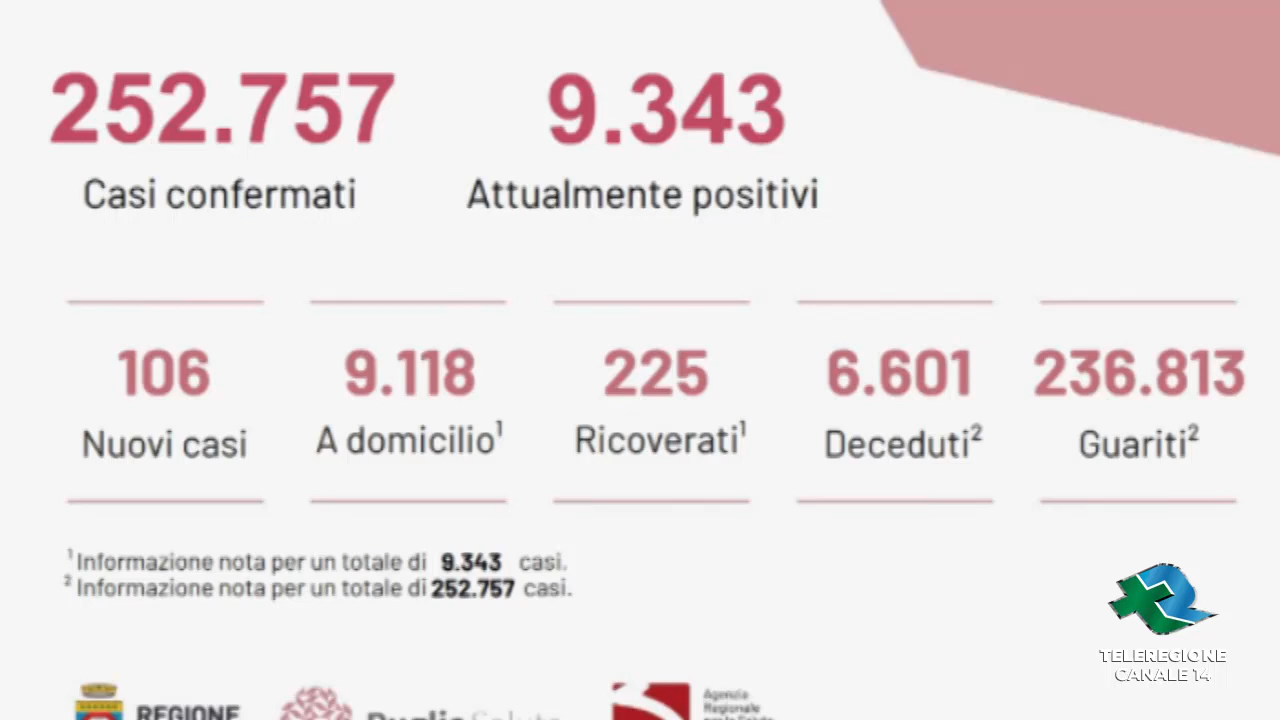 252.757 9.343
Casi confermati Attualmente positivi
106 9.118 225 6.601 236.813
Nuovi casi A domicilio¹ Ricoverati¹ Deceduti² Guariti²
¹ Informazione nota per un totale di 9.343 casi.
² Informazione nota per un totale di 252.757 casi.
TELEREGIONE
CANALE 14
REGIONE
Puglia Salute
Agenzia
Regionale